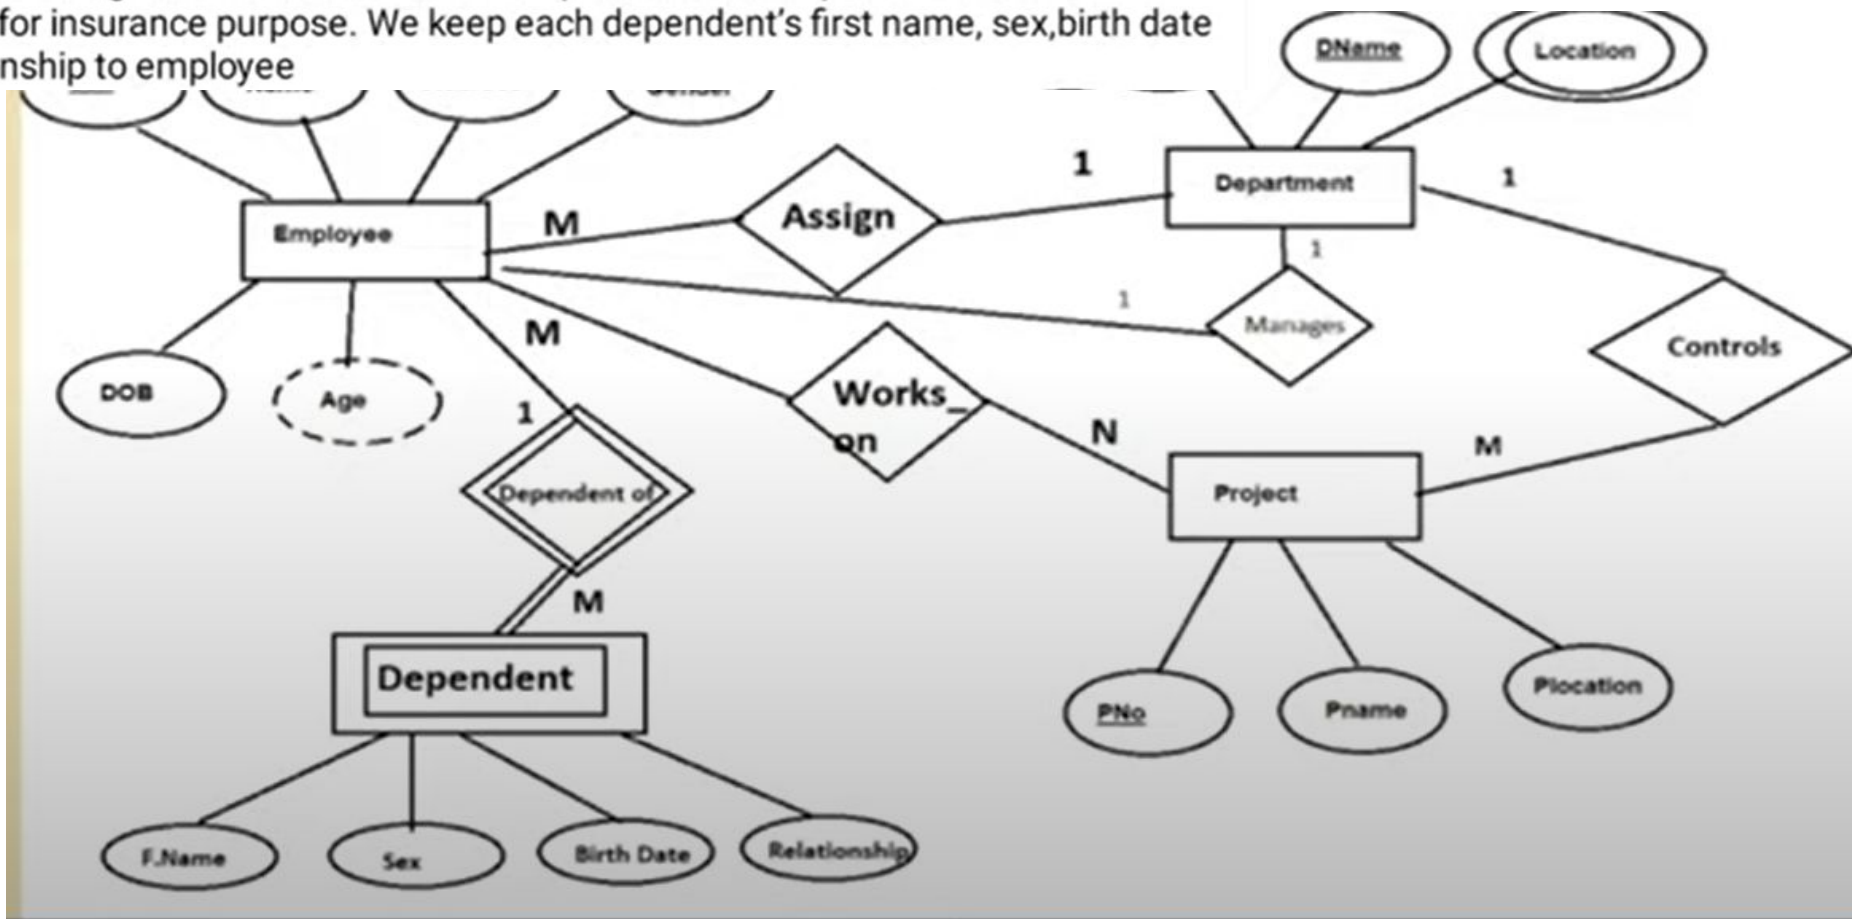 for insurance purpose. We keep each dependent's first name, sex,birth date
nship to employee
DName
Location
Department
1
1
Assign
M
Employee
1
1
Manages
Controls
M
DOB
Age
1
Works_
on
N
M
Dependent of
Project
M
Dependent
PNo
Pname
Plocation
F.Name
Sex
Birth Date
Relationship